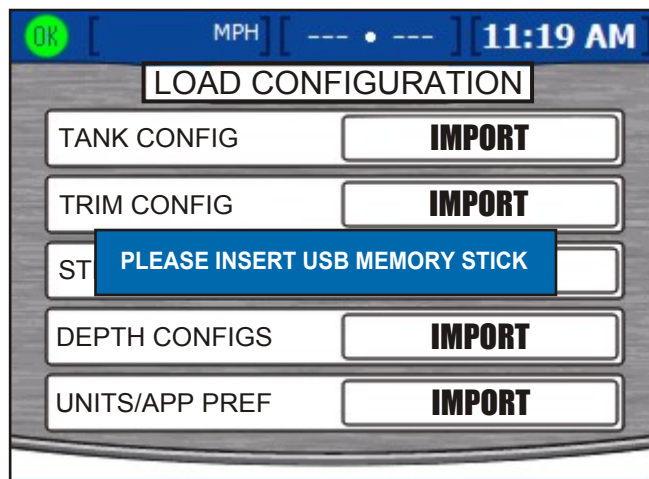 OK [ MPH ] [ --- • --- ] [ 11:19 AM ]
LOAD CONFIGURATION
TANK CONFIG IMPORT
TRIM CONFIG IMPORT
PLEASE INSERT USB MEMORY STICK
DEPTH CONFIGS IMPORT
UNITS/APP PREF IMPORT